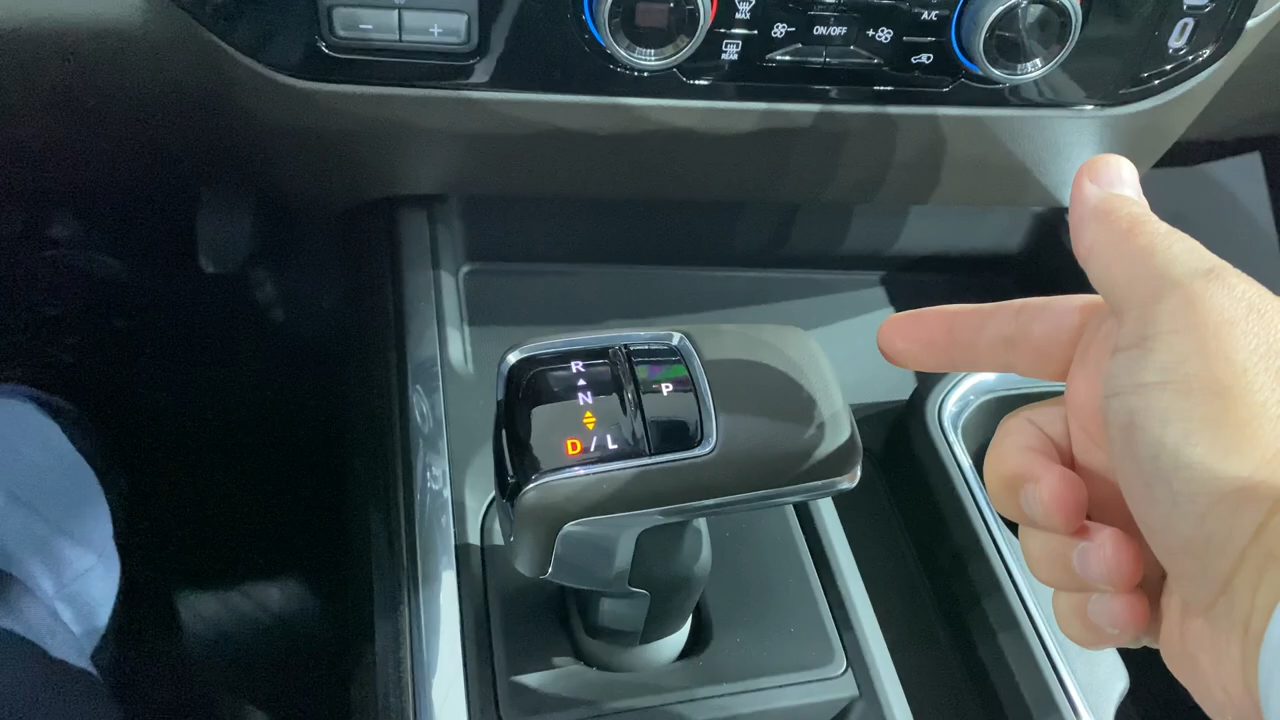 - +
MAX
REAR
ON/OFF
+
A/C
R
N
D / L
P